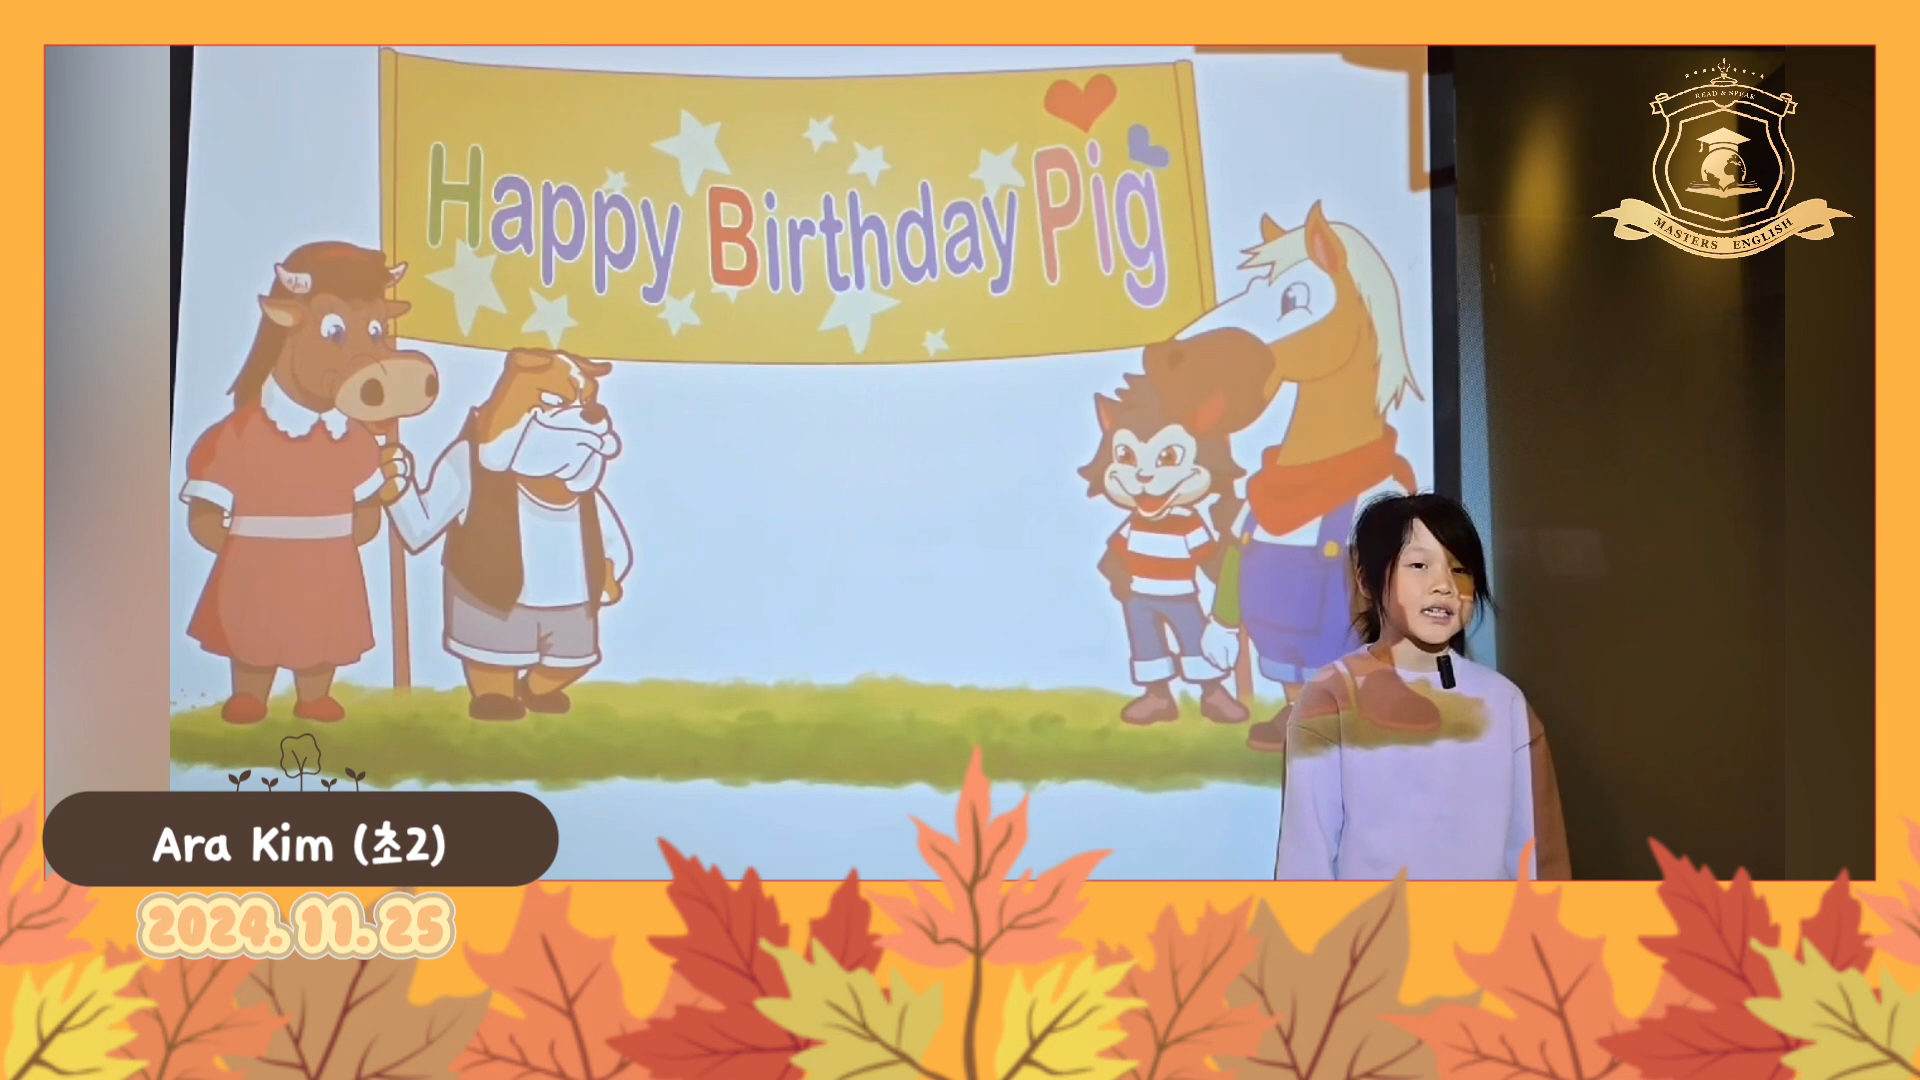 Happy Birthday Pig
READ & SPEAK
MASTERS ENGLISH
Ara Kim (초2)
2024.11.25